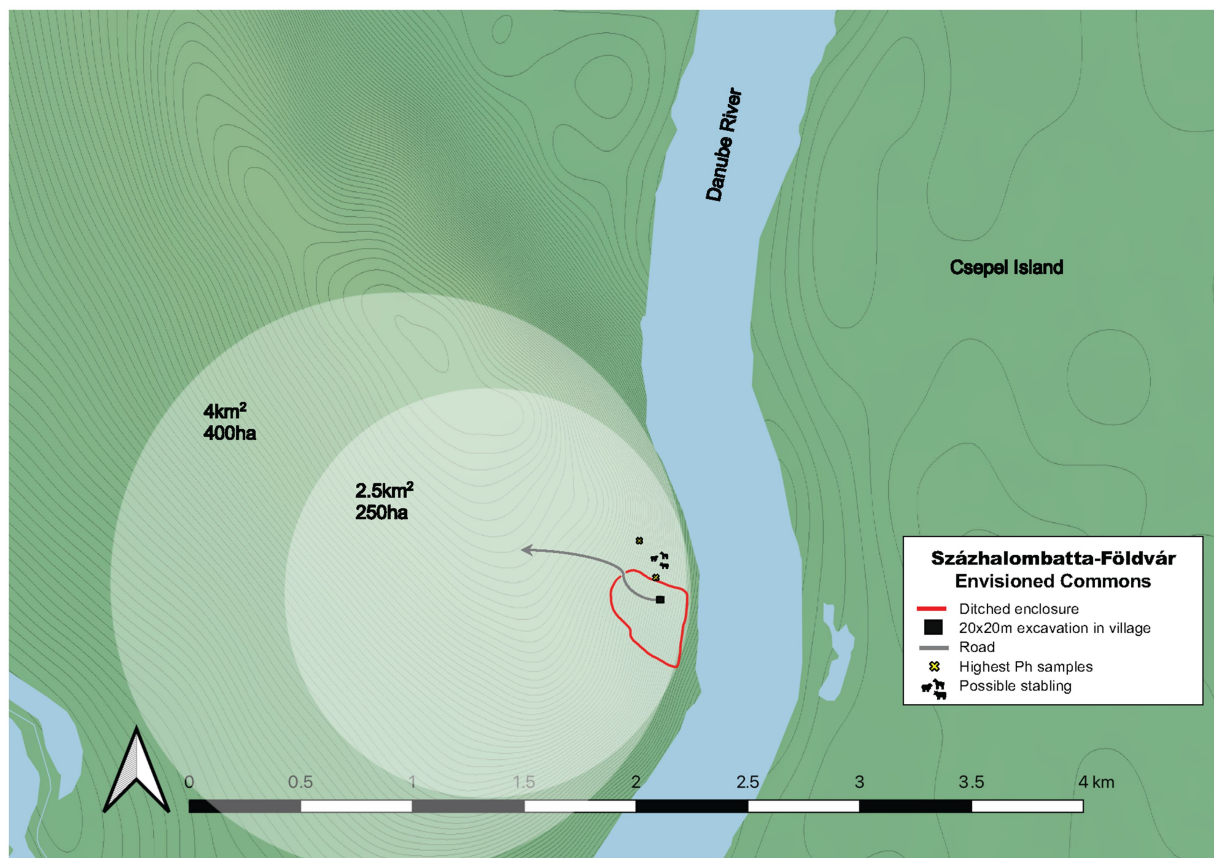 Danube River
Csepel Island
4km²
400ha
2.5km²
250ha
Százhalombatta-Földvár
Envisioned Commons
Ditched enclosure
20x20m excavation in village
Road
Highest Ph samples
Possible stabling
0 0.5 1 1.5 2 2.5 3 3.5 4 km